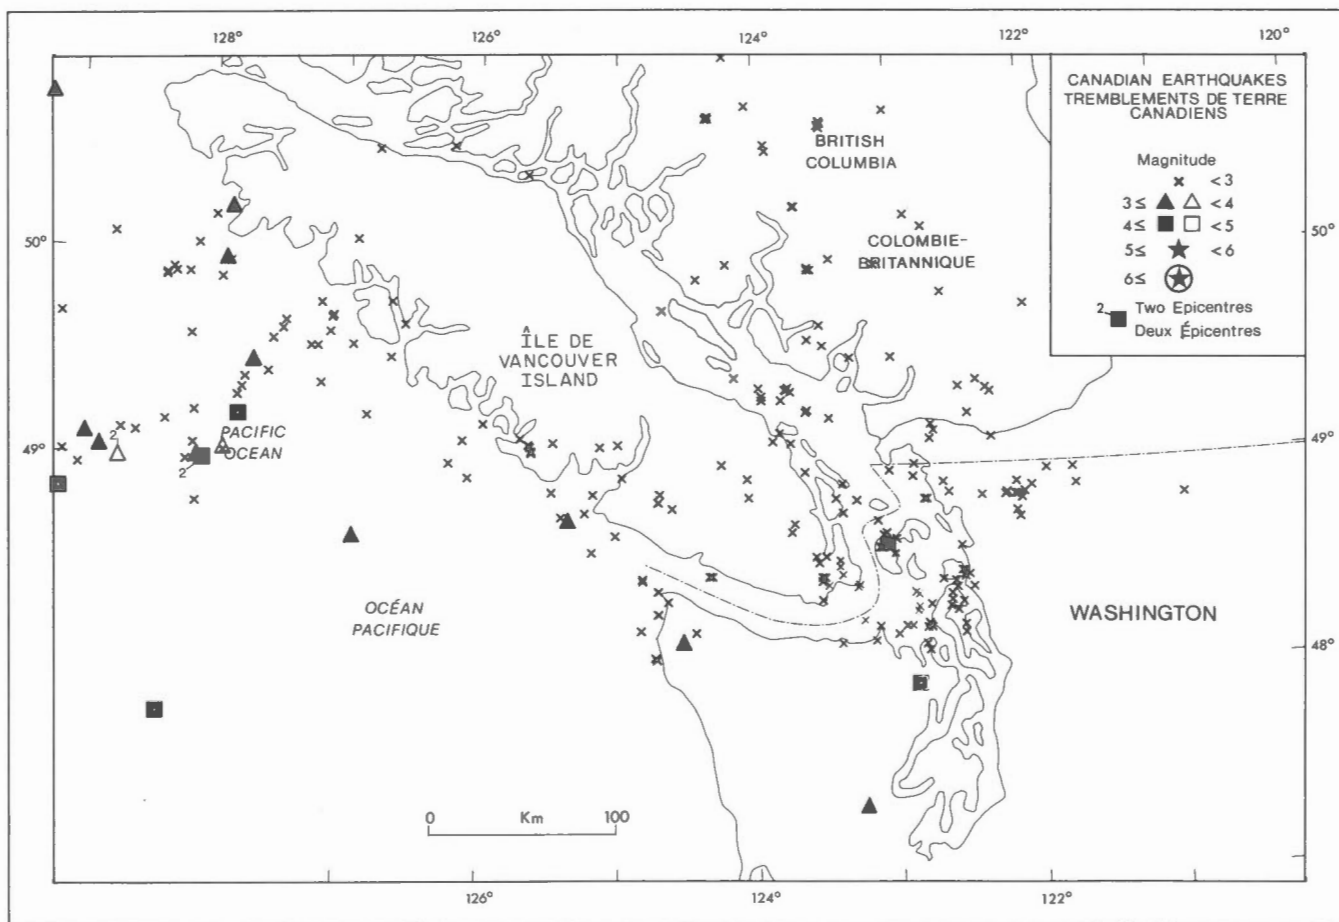 128° 126° 124° 122° 120°
CANADIAN EARTHQUAKES
TREMBLEMENTS DE TERRE
CANADIENS
Magnitude
x <3
3≤ <4
4≤ <5
5≤ <6
6≤
2 Two Epicentres
Deux Épicentres
BRITISH
COLUMBIA
COLOMBIE-
BRITANNIQUE
50° 50°
ÎLE DE
VANCOUVER
ISLAND
PACIFIC
OCEAN
2
2
49° 49°
OCÉAN
PACIFIQUE
WASHINGTON
48° 48°
0 Km 100
126° 124° 122°